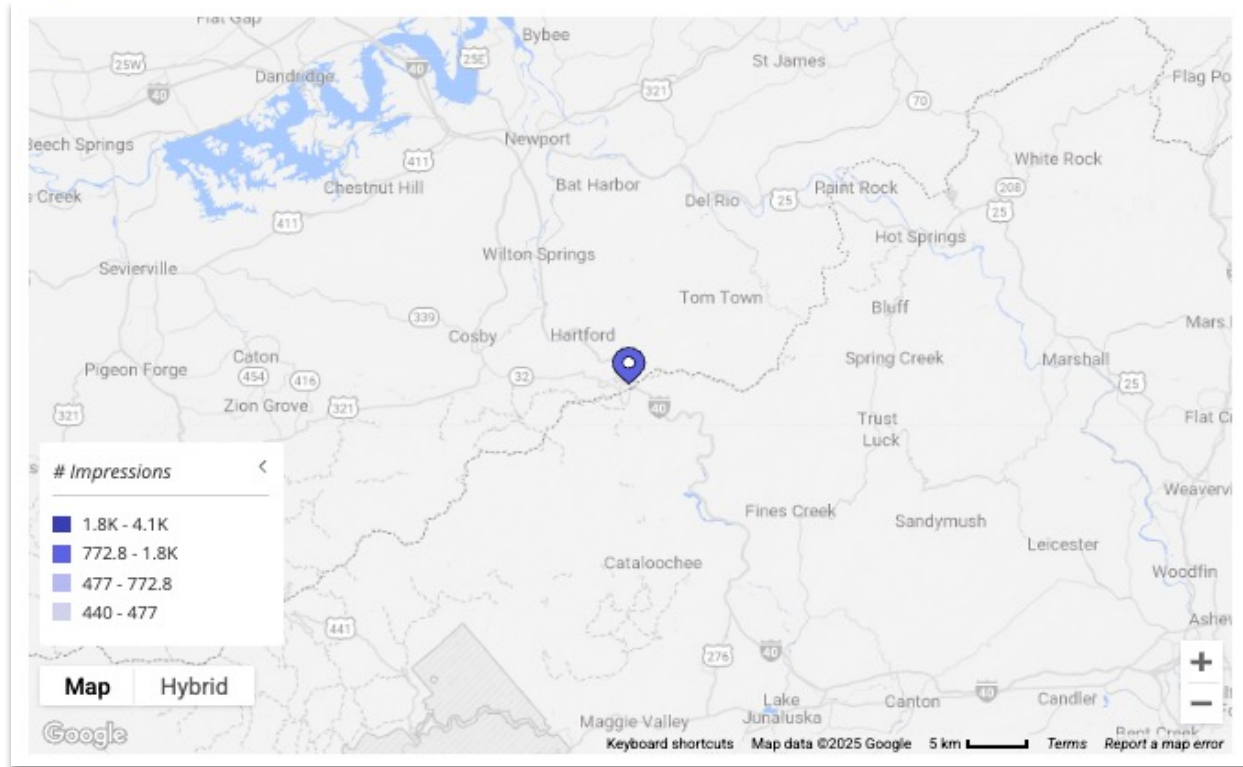 Flat Gap
Bybee
25W
25E
St James
40
Dandridge
40
321
Flag Po
70
Beech Springs
Newport
411
White Rock
Chestnut Hill
Bat Harbor
208
Creek
Paint Rock
Del Rio
25
25
411
Hot Springs
Wilton Springs
Sevierville
Tom Town
Bluff
339
Mars
Cosby
Hartford
Caton
Spring Creek
Marshall
Pigeon Forge
454
416
32
25
Zion Grove
321
40
321
Trust
Flat Cr
Luck
# Impressions
<
1.8K - 4.1K
772.8 - 1.8K
477 - 772.8
440 - 477
Weavervi
Fines Creek
Sandymush
Leicester
Cataloochee
Woodfin
441
Ashev
276
40
+
Map
Hybrid
−
Lake
Junaluska
Canton
40
Candler
Maggie Valley
Bent Creek
Google
Keyboard shortcuts
Map data ©2025 Google
5 km
Terms
Report a map error